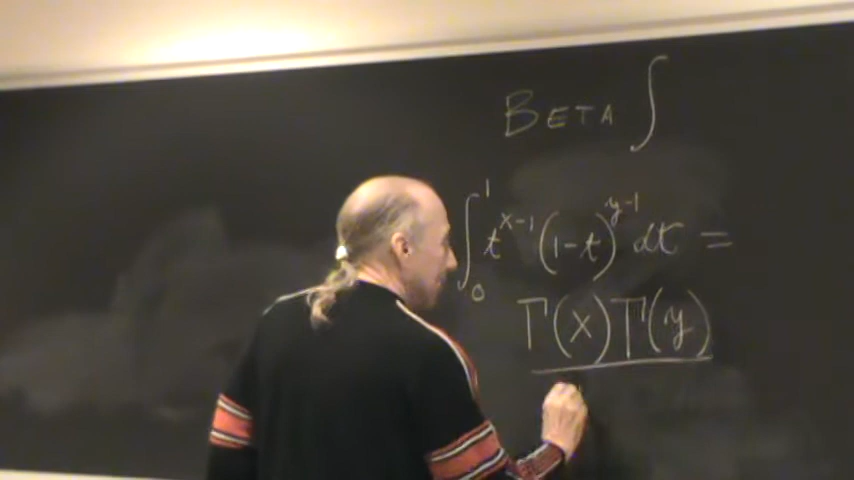 BETA ∫
∫₀¹ t^(x-1) (1-t)^(y-1) dt =
Γ(x) Γ(y)